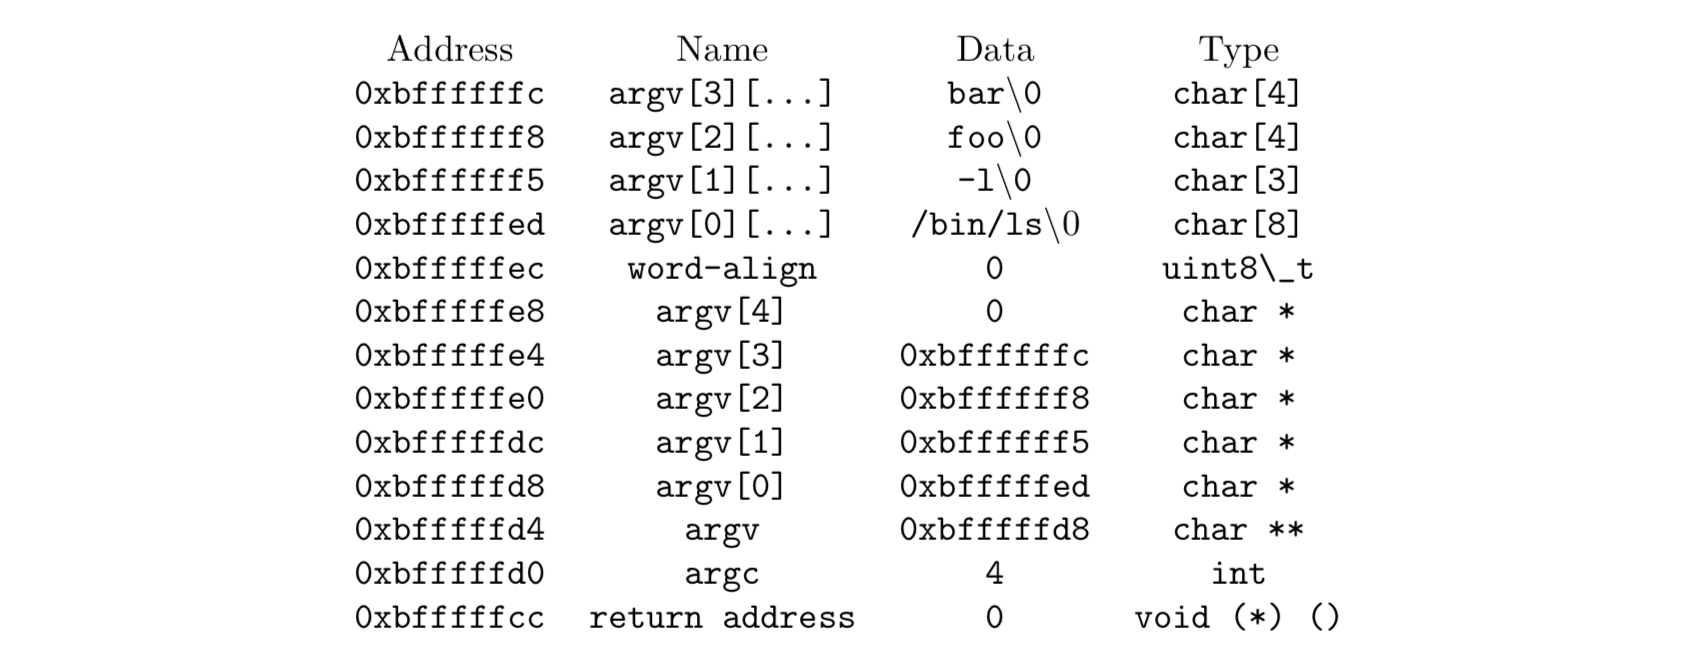 Address Name Data Type
0xbffffffc argv[3][...] bar\0 char[4]
0xbffffff8 argv[2][...] foo\0 char[4]
0xbffffff5 argv[1][...] -l\0 char[3]
0xbfffffed argv[0][...] /bin/ls\0 char[8]
0xbfffffec word-align 0 uint8\_t
0xbfffffe8 argv[4] 0 char *
0xbfffffe4 argv[3] 0xbffffffc char *
0xbfffffe0 argv[2] 0xbffffff8 char *
0xbfffffdc argv[1] 0xbffffff5 char *
0xbfffffd8 argv[0] 0xbfffffed char *
0xbfffffd4 argv 0xbfffffd8 char **
0xbfffffd0 argc 4 int
0xbfffffcc return address 0 void (*) ()